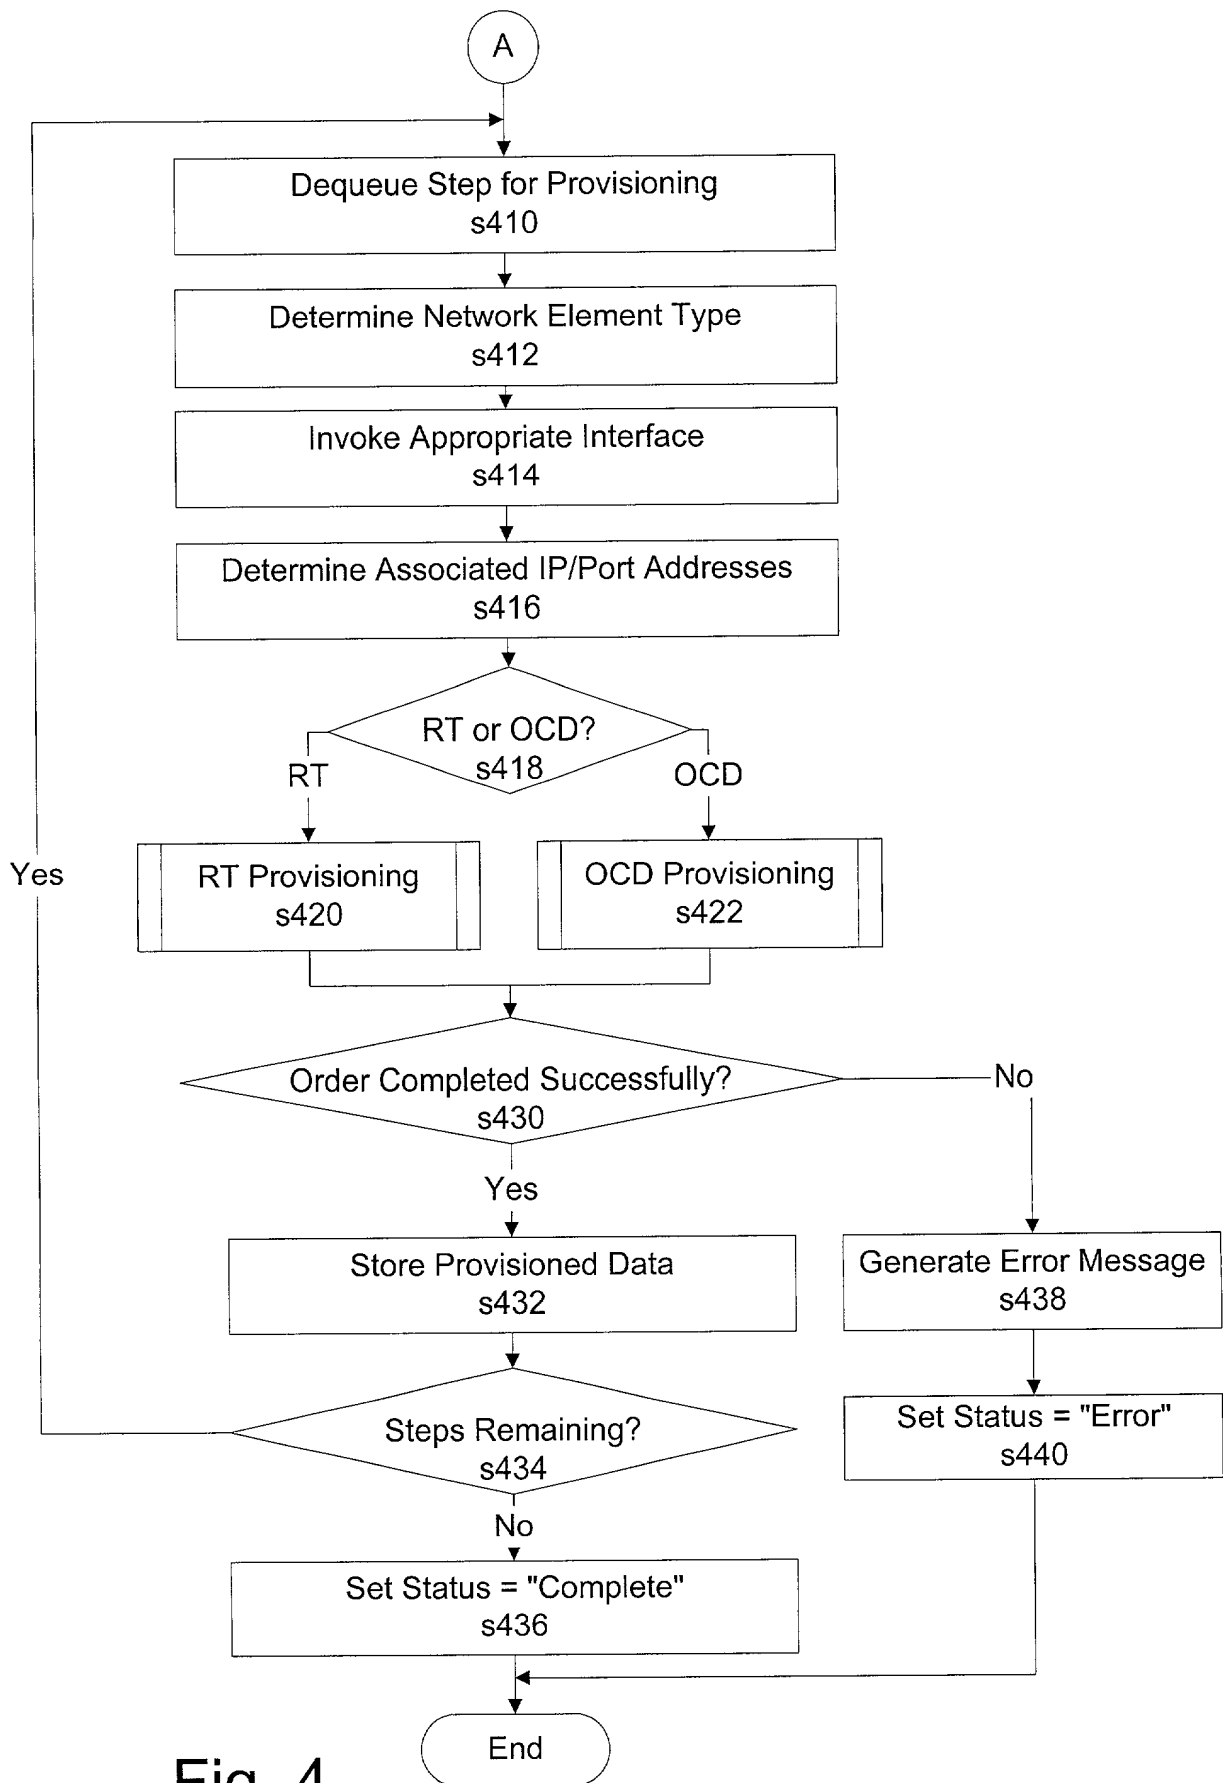 A
Dequeue Step for Provisioning
s410
Determine Network Element Type
s412
Invoke Appropriate Interface
s414
Determine Associated IP/Port Addresses
s416
RT or OCD?
s418
RT
OCD
Yes
RT Provisioning
s420
OCD Provisioning
s422
Order Completed Successfully?
s430
No
Yes
Store Provisioned Data
s432
Generate Error Message
s438
Steps Remaining?
s434
Set Status = "Error"
s440
No
Set Status = "Complete"
s436
End
Fig. 4